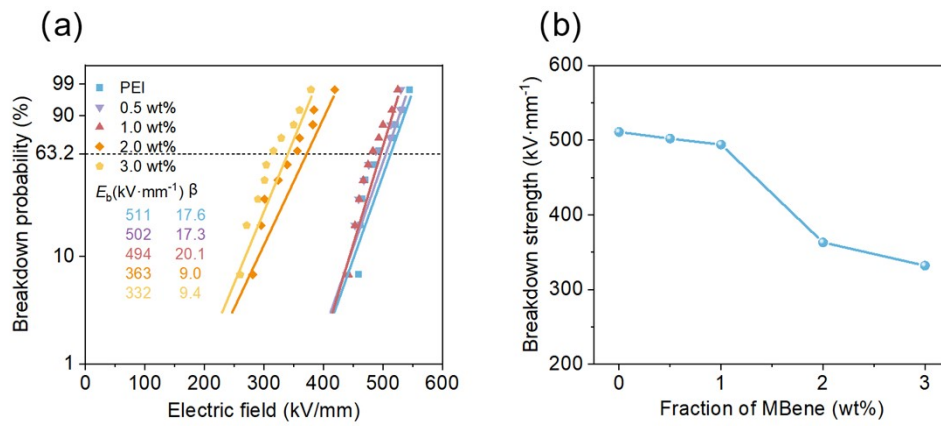 (a)
Breakdown probability (%)
99
90
63.2
10
1
PEI
0.5 wt%
1.0 wt%
2.0 wt%
3.0 wt%
Eb(kV·mm⁻¹) β
511 17.6
502 17.3
494 20.1
363 9.0
332 9.4
0 100 200 300 400 500 600
Electric field (kV/mm)
(b)
Breakdown strength (kV·mm⁻¹)
600
500
400
300
200
0 1 2 3
Fraction of MBene (wt%)